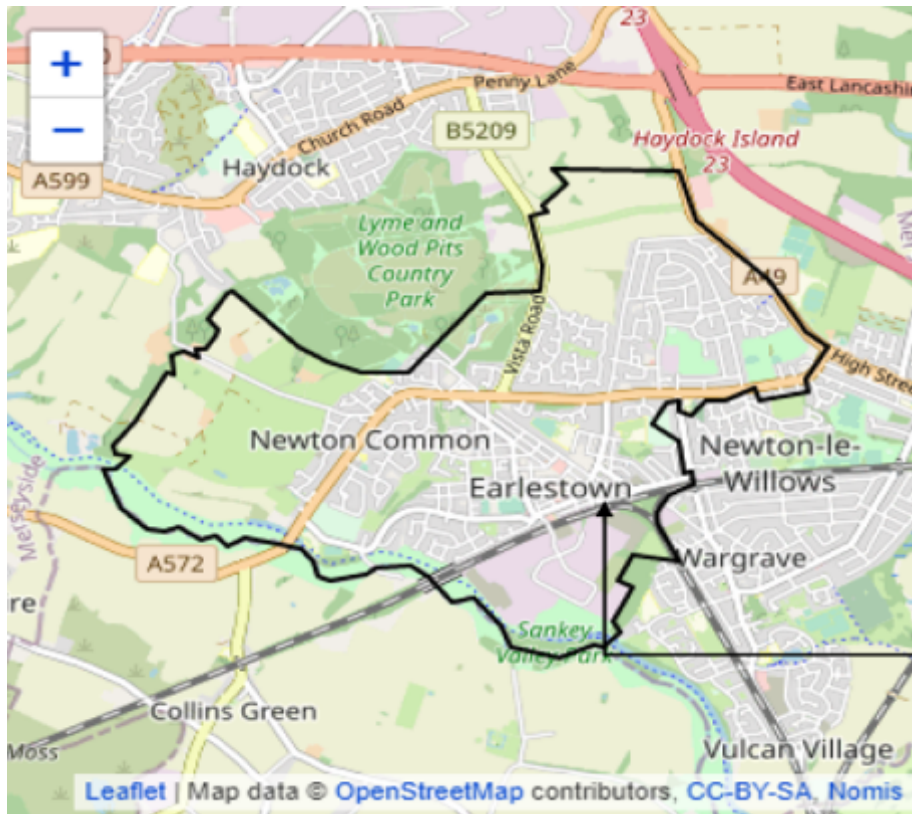 23
+
−
Penny Lane
East Lancashir
Church Road
B5209
Haydock Island
23
Haydock
A599
Lyme and
Wood Pits
Country
Park
A49
Vista Road
High Stree
Newton Common
Newton-le-
Willows
Earlestown
Merseyside
A572
Wargrave
re
Sankey
Valley Park
Collins Green
Moss
Vulcan Village
Leaflet | Map data © OpenStreetMap contributors, CC-BY-SA, Nomis